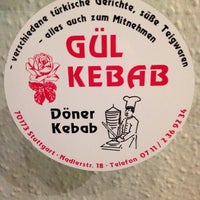 - verschiedene türkische Gerichte, süße Teigwaren
- alles auch zum Mitnehmen
GÜL
KEBAB
Döner
Kebab
70173 Stuttgart · Nadlerstr. 18 · Telefon 07 11 / 2 36 92 34